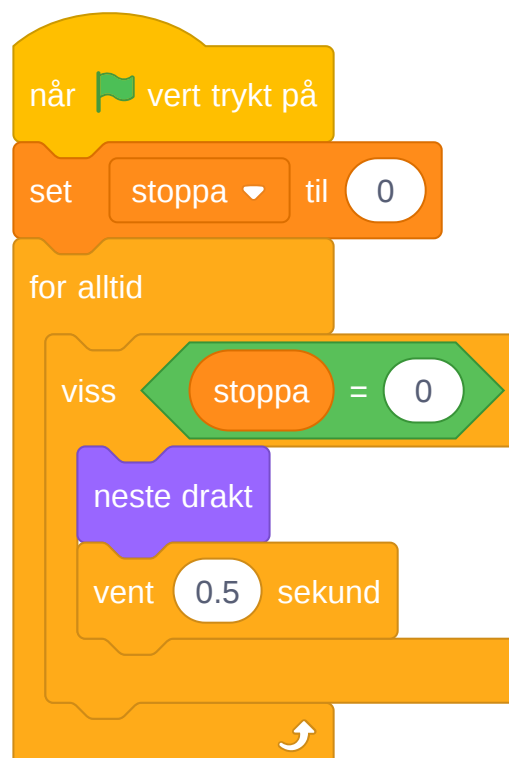 når vert trykt på
set stoppa til 0
for alltid
viss stoppa = 0
neste drakt
vent 0.5 sekund